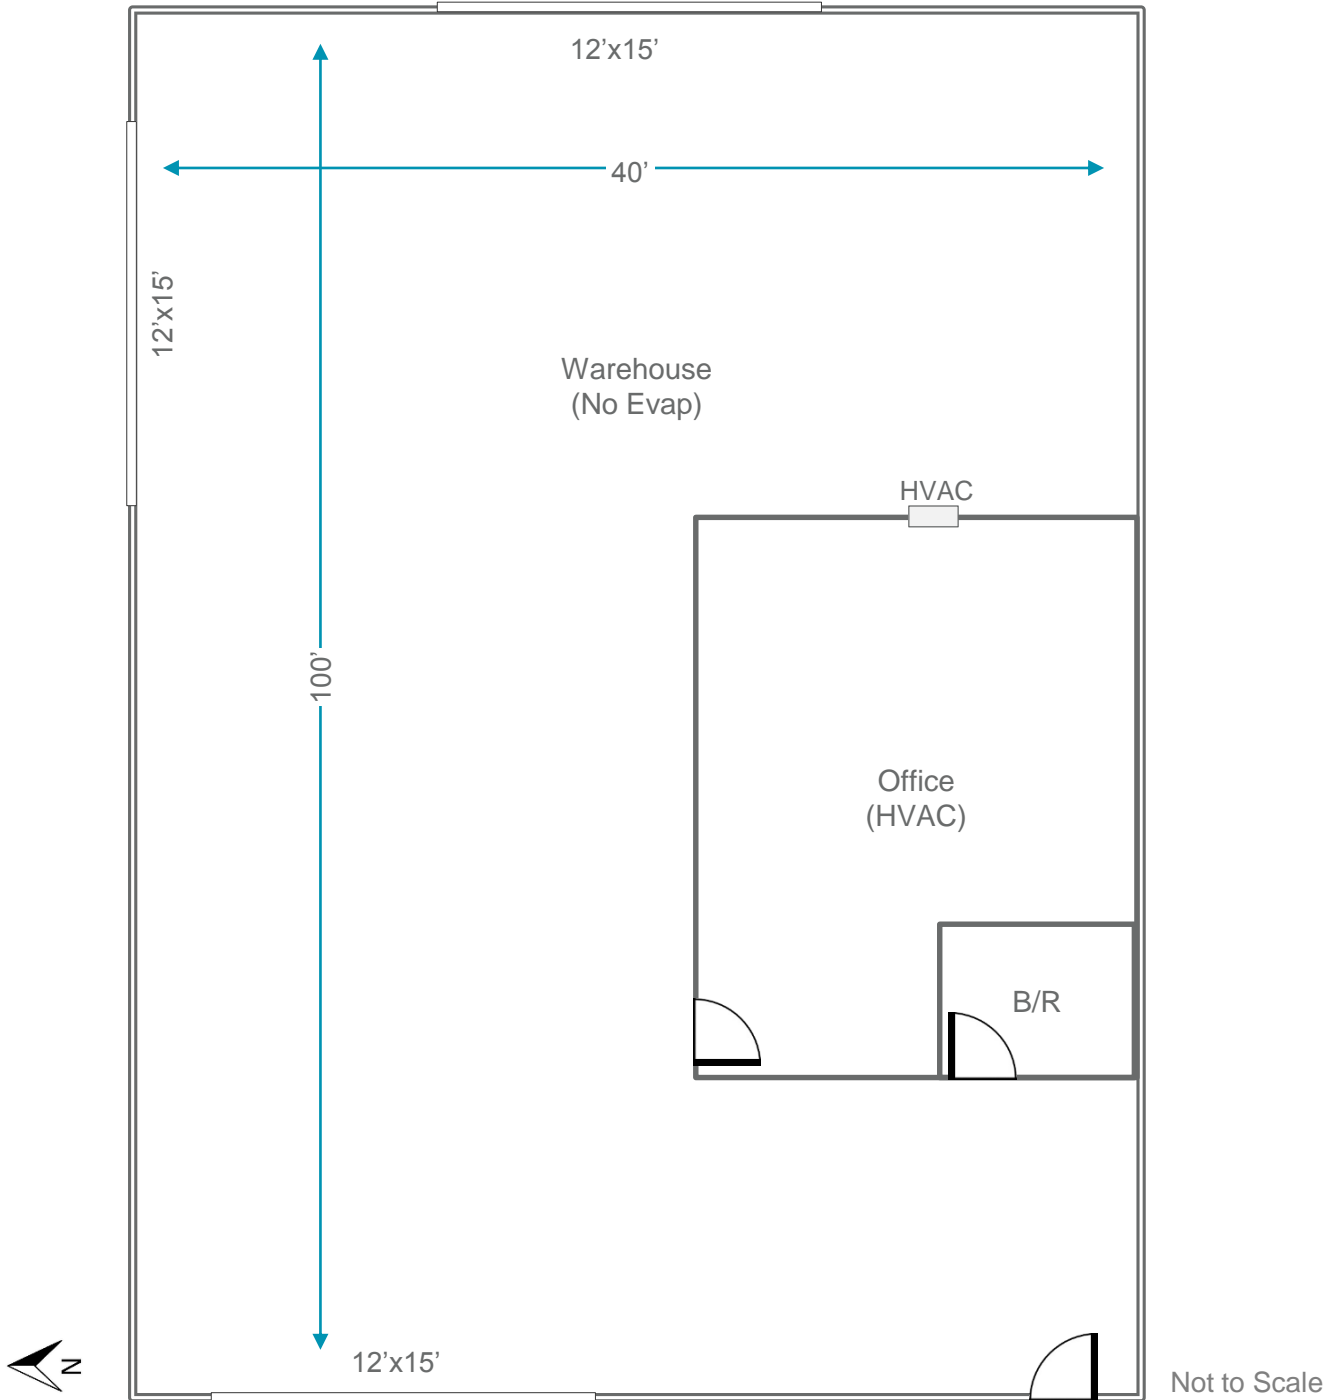 12’x15’
40’
12’x15’
Warehouse
(No Evap)
HVAC
100’
Office
(HVAC)
B/R
12’x15’
N
Not to Scale